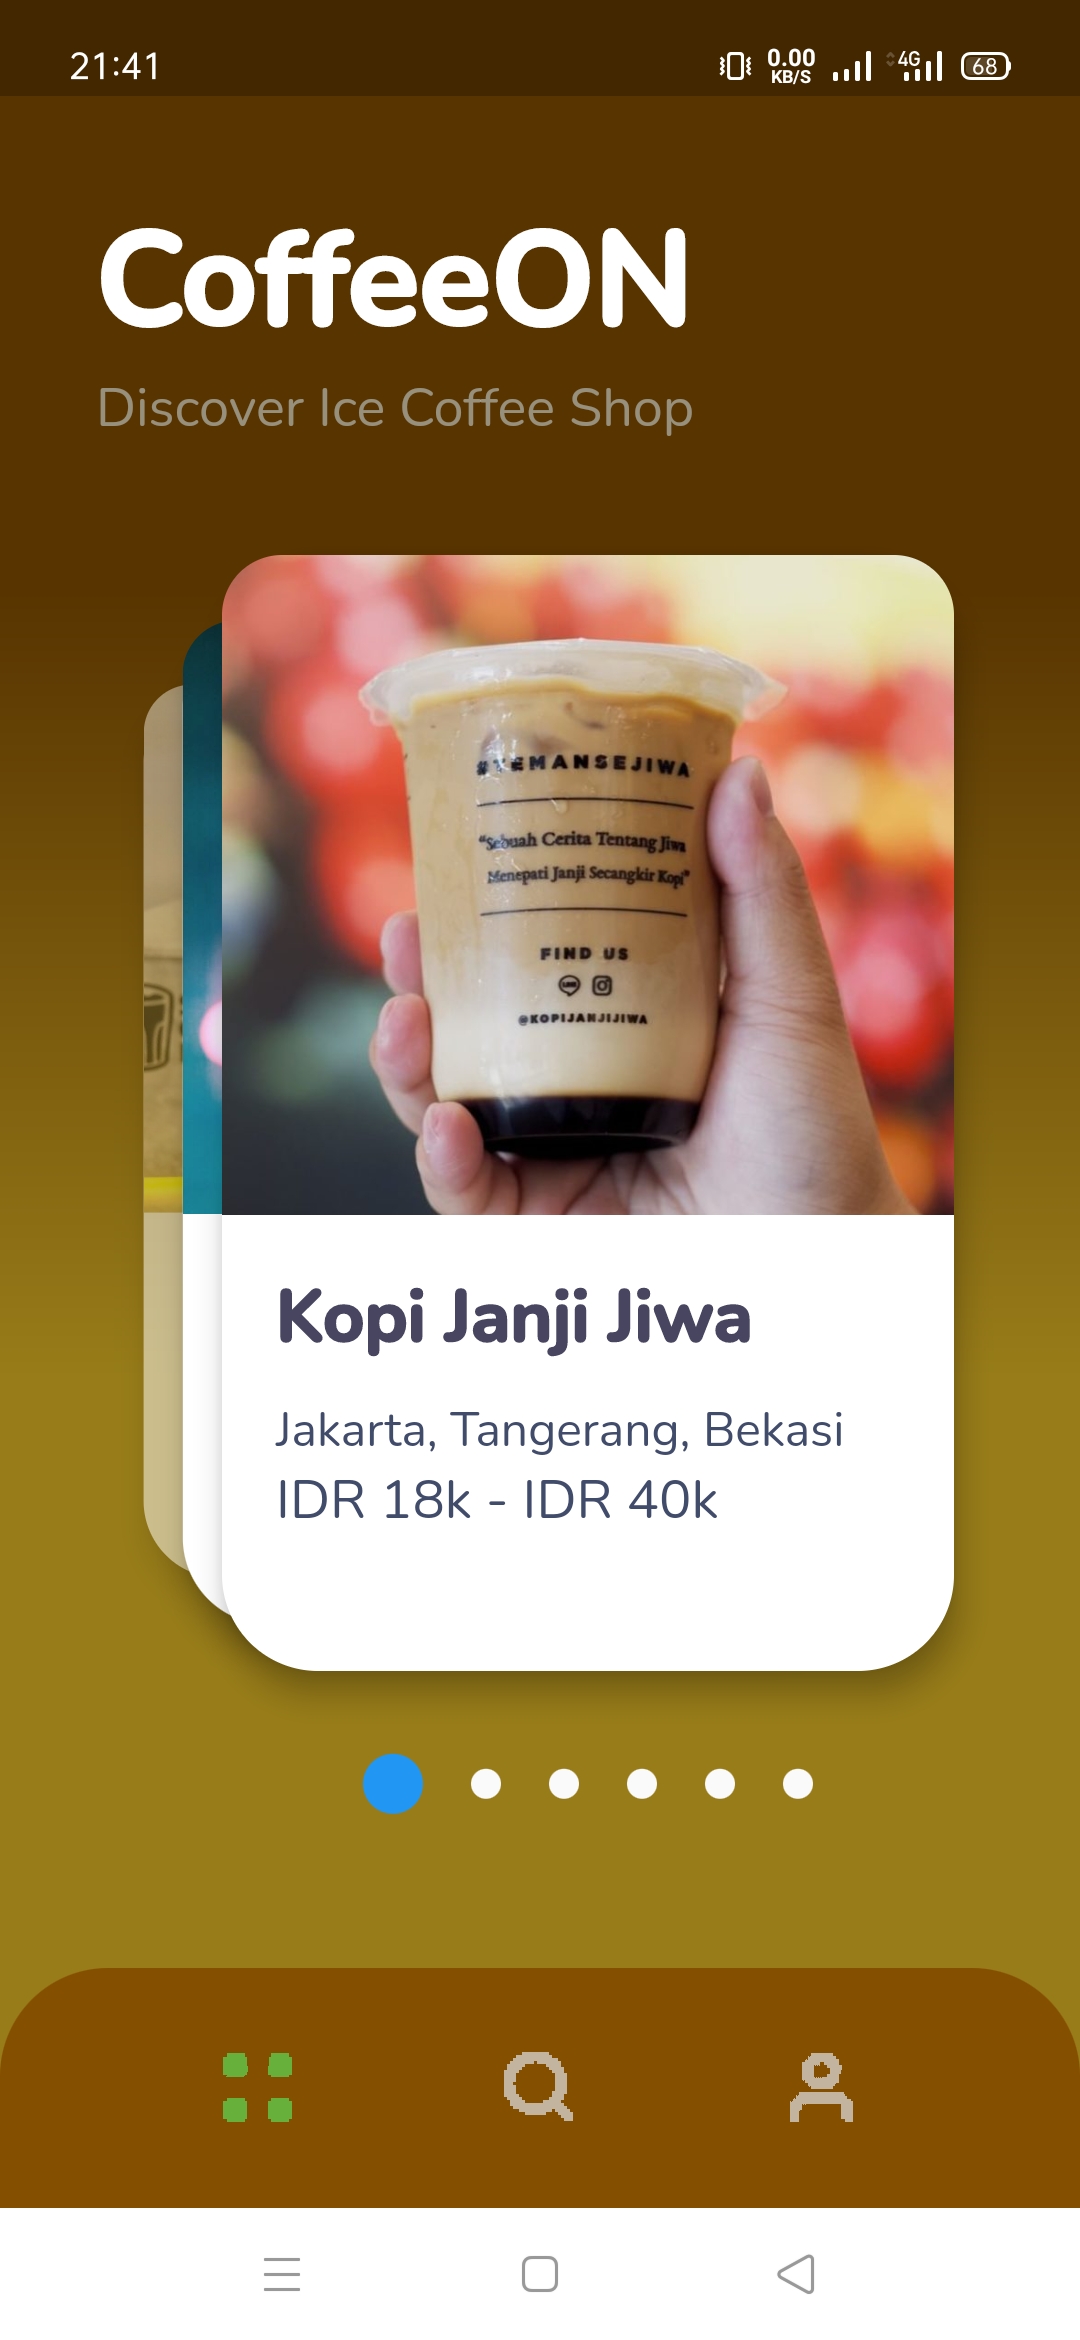 21:41
0.00
KB/S
4G
68
CoffeeON
Discover Ice Coffee Shop
#TEMANSEJIWA
“Sebuah Cerita Tentang Jiwa
Menepati Janji Secangkir Kopi”
FIND US
LINE
@KOPIJANJIJIWA
Kopi Janji Jiwa
Jakarta, Tangerang, Bekasi
IDR 18k - IDR 40k